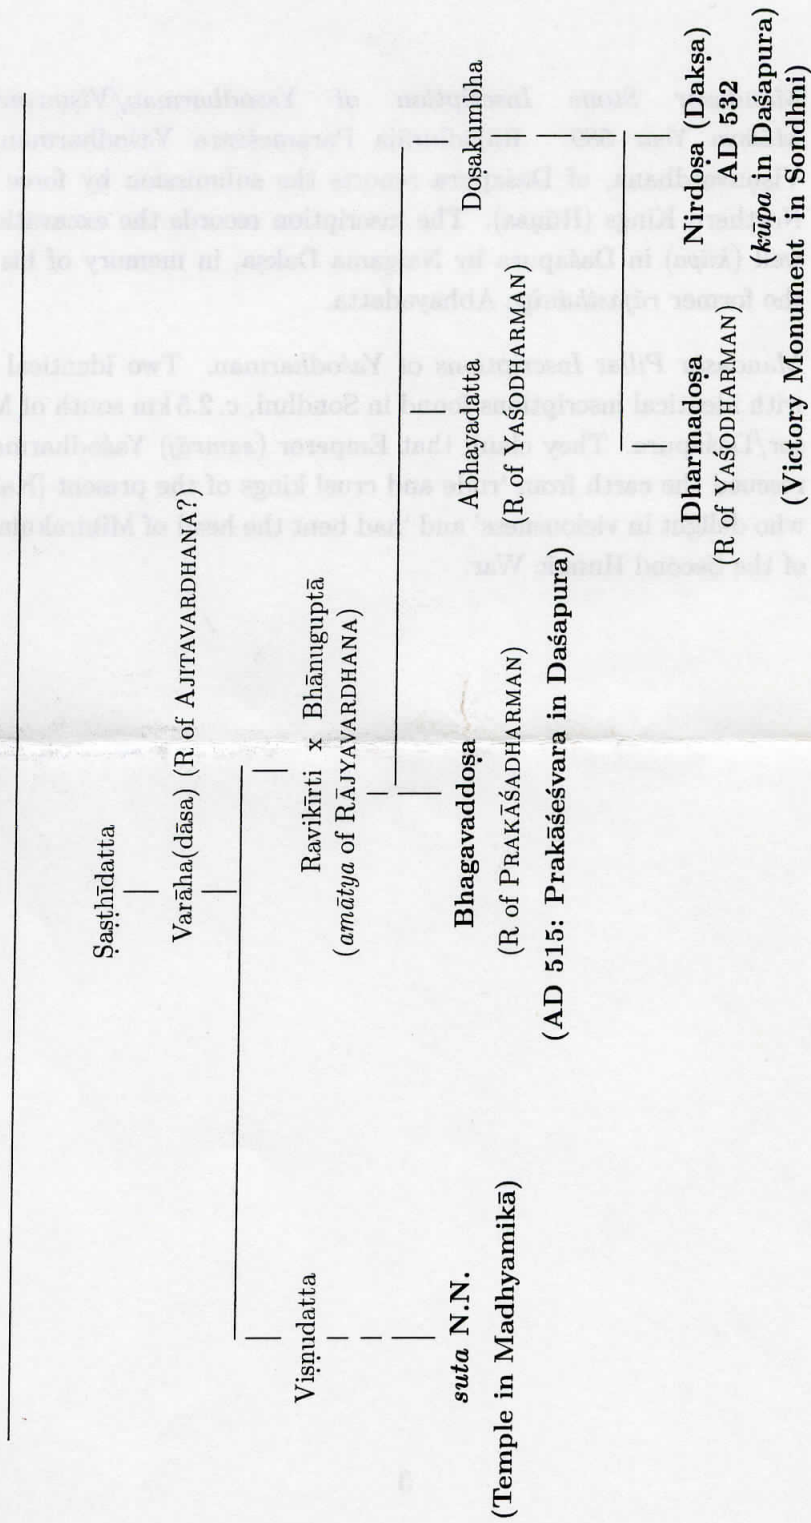 Ṣaṣṭhīdatta
Varāha(dāsa) (R of AJITAVARDHANA?)
Viṣṇudatta Ravikīrti x Bhānuguptā
(amātya of RĀJYAVARDHANA)
suta N.N. Bhagavaddoṣa Abhayadatta Doṣakumbha
(Temple in Madhyamikā) (R of PRAKĀŚADHARMAN) (R of YAŚODHARMAN)
(AD 515: Prakāśeśvara in Daśapura)
Dharmadoṣa Nirdoṣa (Dakṣa)
(R of YAŚODHARMAN) AD 532
(kūpa in Daśapura)
(Victory Monument in Sondhni)